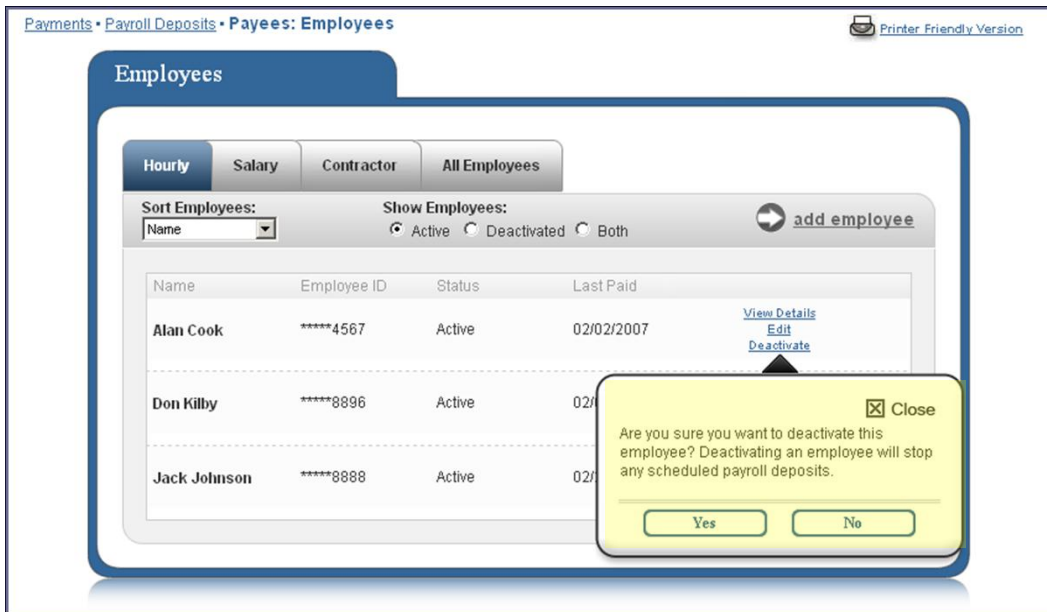 Payments • Payroll Deposits • Payees: Employees
Printer Friendly Version
Employees
Hourly Salary Contractor All Employees
Sort Employees: Show Employees:
Name Active Deactivated Both add employee
Name Employee ID Status Last Paid
View Details
Alan Cook *****4567 Active 02/02/2007 Edit
Deactivate
Don Kilby *****8896 Active 02/
Jack Johnson *****8888 Active 02/
Close
Are you sure you want to deactivate this
employee? Deactivating an employee will stop
any scheduled payroll deposits.
Yes No